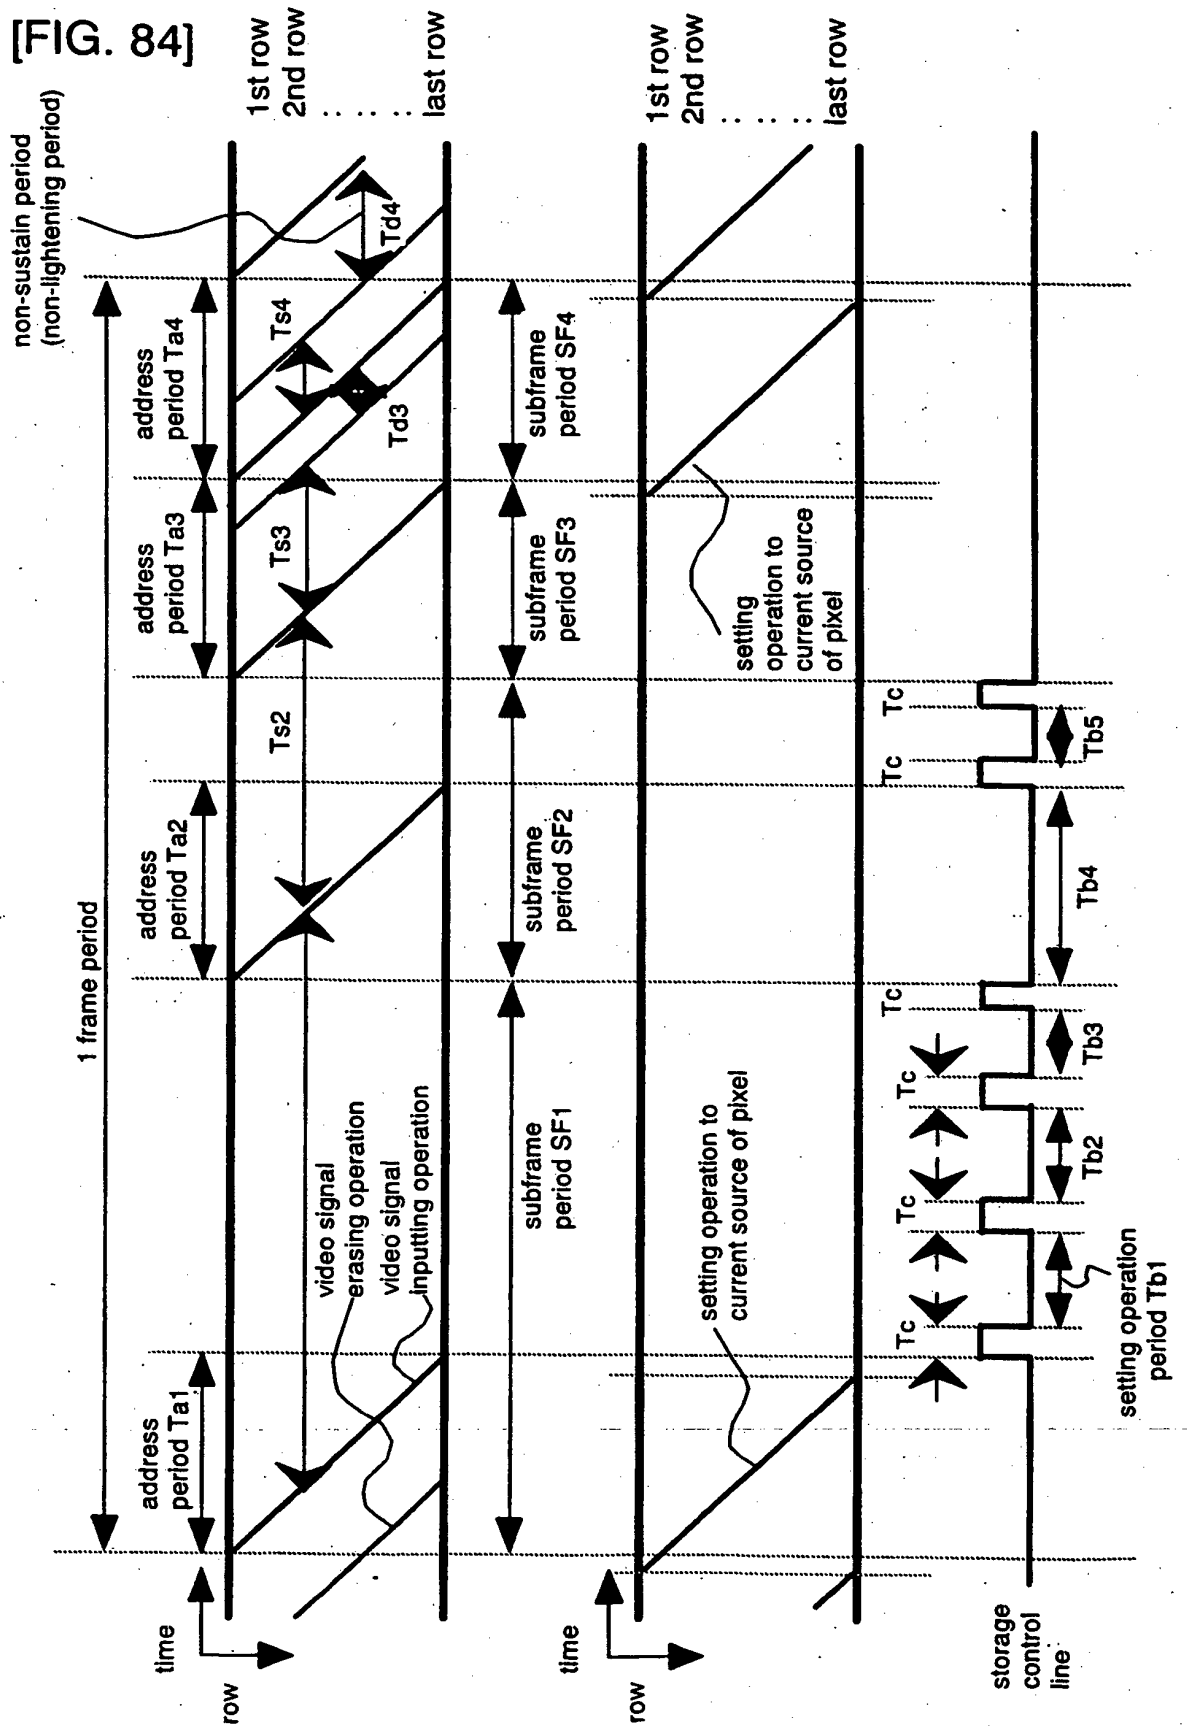 [FIG. 84]
non-sustain period
(non-lightening period)
1 frame period
address
period Ta1
address
period Ta2
address
period Ta3
address
period Ta4
time
row
1st row
2nd row
last row
Ts2
Ts3
Ts4
Td3
Td4
video signal
erasing operation
video signal
inputting operation
subframe
period SF1
subframe
period SF2
subframe
period SF3
subframe
period SF4
time
row
1st row
2nd row
last row
setting operation to
current source of pixel
setting
operation to
current source
of pixel
storage
control
line
Tc
Tc
Tc
Tc
Tc
Tc
setting operation
period Tb1
Tb2
Tb3
Tb4
Tb5